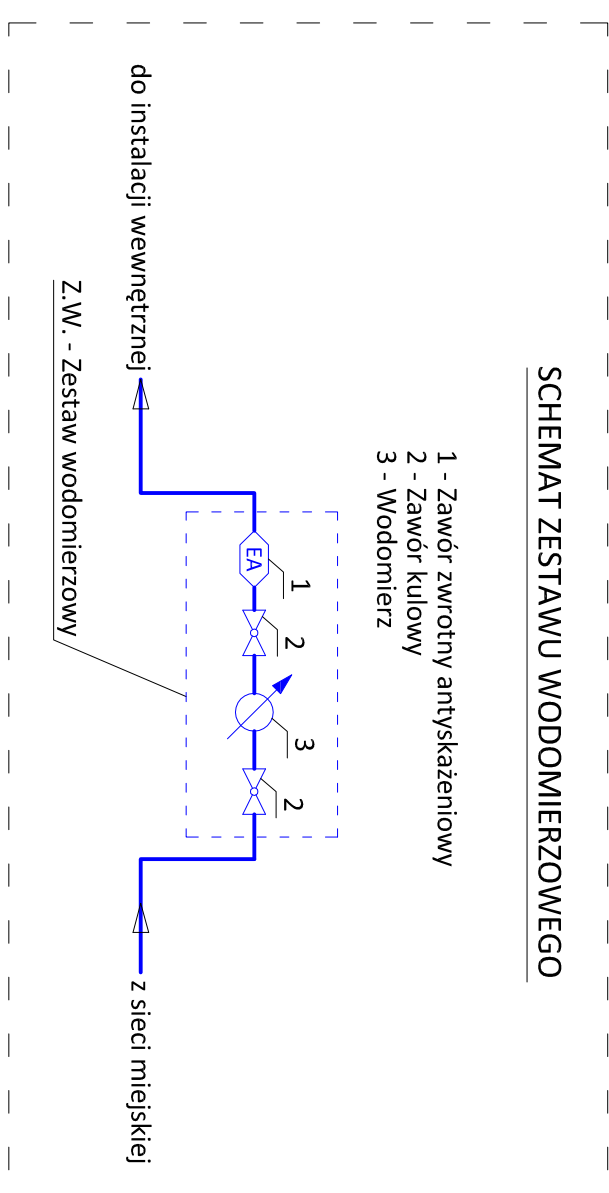 SCHEMAT ZESTAWU WODOMIERZOWEGO
1 - Zawór zwrotny antyskażeniowy
2 - Zawór kulowy
3 - Wodomierz
1
2
3
2
EA
do instalacji wewnętrznej
z sieci miejskiej
Z.W. - Zestaw wodomierzowy